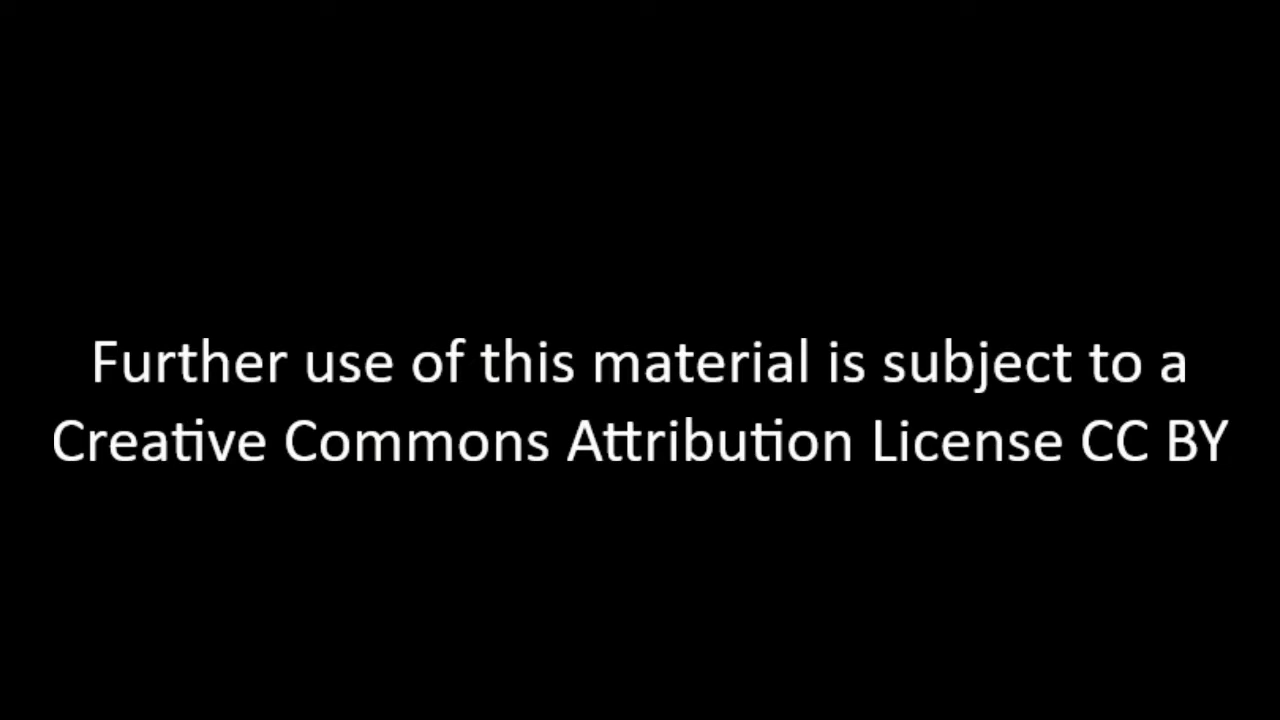 Further use of this material is subject to a
Creative Commons Attribution License CC BY